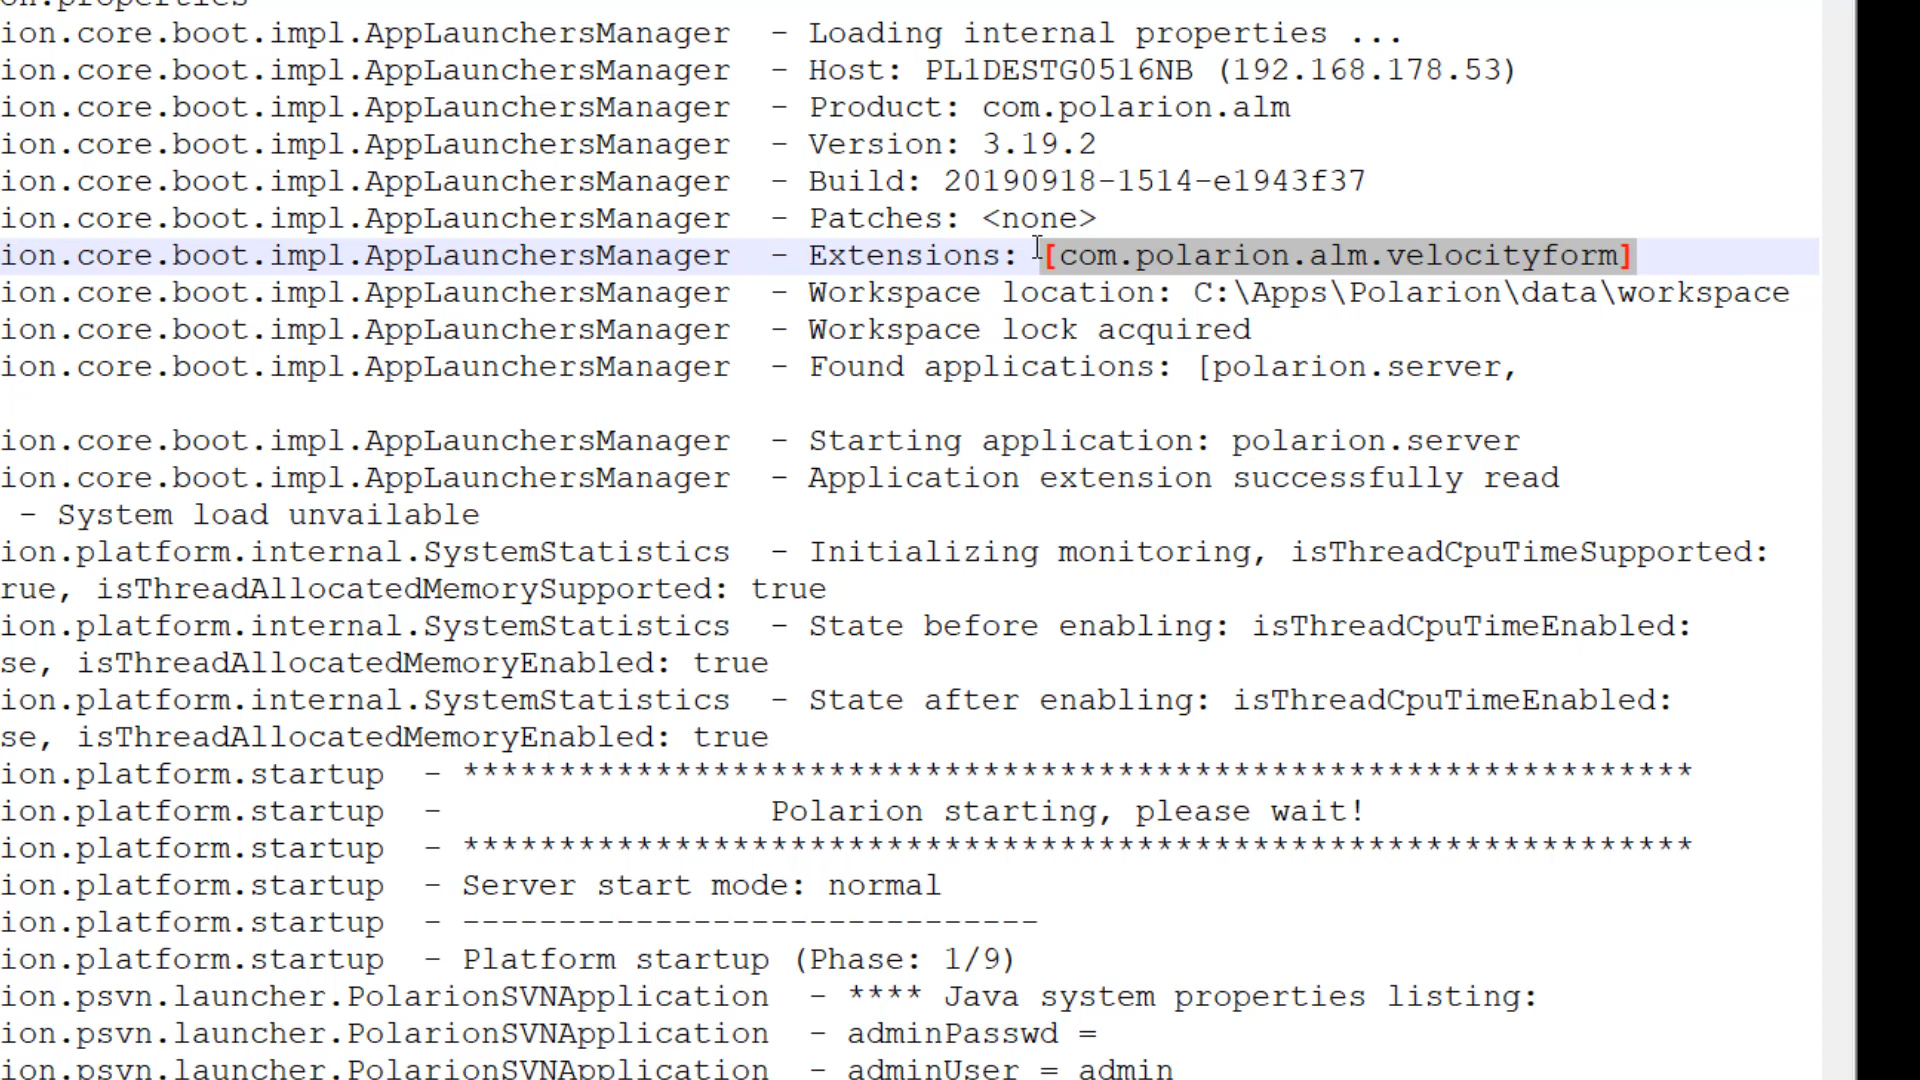 on.properties
ion.core.boot.impl.AppLaunchersManager  - Loading internal properties ...
ion.core.boot.impl.AppLaunchersManager  - Host: PL1DESTG0516NB (192.168.178.53)
ion.core.boot.impl.AppLaunchersManager  - Product: com.polarion.alm
ion.core.boot.impl.AppLaunchersManager  - Version: 3.19.2
ion.core.boot.impl.AppLaunchersManager  - Build: 20190918-1514-e1943f37
ion.core.boot.impl.AppLaunchersManager  - Patches: <none>
ion.core.boot.impl.AppLaunchersManager  - Extensions: [com.polarion.alm.velocityform]
ion.core.boot.impl.AppLaunchersManager  - Workspace location: C:\Apps\Polarion\data\workspace
ion.core.boot.impl.AppLaunchersManager  - Workspace lock acquired
ion.core.boot.impl.AppLaunchersManager  - Found applications: [polarion.server,
ion.core.boot.impl.AppLaunchersManager  - Starting application: polarion.server
ion.core.boot.impl.AppLaunchersManager  - Application extension successfully read
- System load unvailable
ion.platform.internal.SystemStatistics  - Initializing monitoring, isThreadCpuTimeSupported:
rue, isThreadAllocatedMemorySupported: true
ion.platform.internal.SystemStatistics  - State before enabling: isThreadCpuTimeEnabled:
se, isThreadAllocatedMemoryEnabled: true
ion.platform.internal.SystemStatistics  - State after enabling: isThreadCpuTimeEnabled:
se, isThreadAllocatedMemoryEnabled: true
ion.platform.startup  - ****************************************************************
ion.platform.startup  -                 Polarion starting, please wait!
ion.platform.startup  - ****************************************************************
ion.platform.startup  - Server start mode: normal
ion.platform.startup  - ------------------------------
ion.platform.startup  - Platform startup (Phase: 1/9)
ion.psvn.launcher.PolarionSVNApplication  - **** Java system properties listing:
ion.psvn.launcher.PolarionSVNApplication  - adminPasswd =
ion.psvn.launcher.PolarionSVNApplication  - adminUser = admin